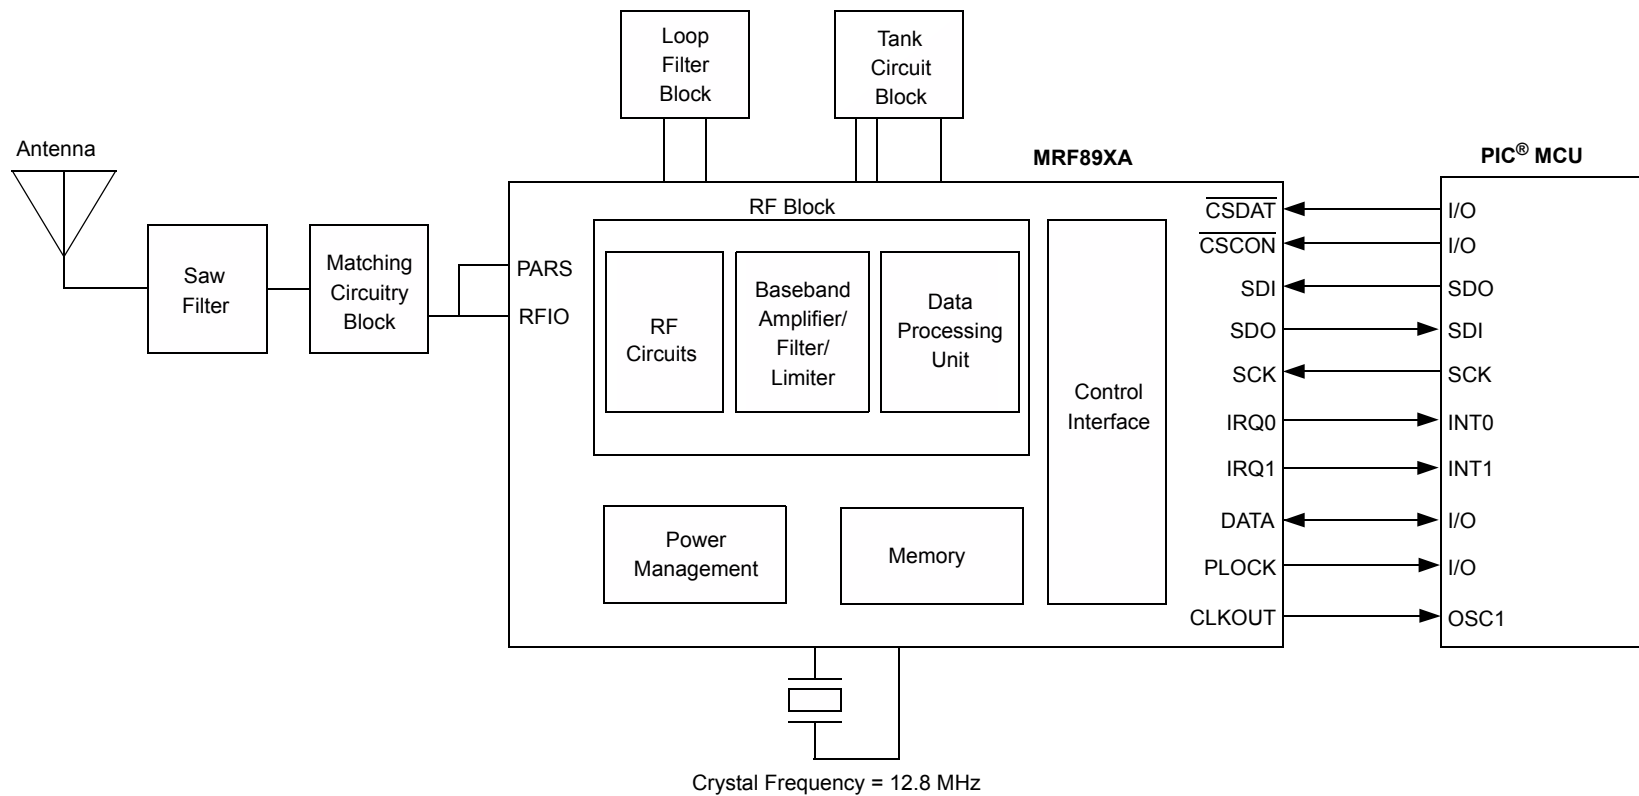 Loop
Filter
Block
Tank
Circuit
Block
Antenna
MRF89XA
PIC® MCU
Saw
Filter
Matching
Circuitry
Block
PARS
RFIO
RF Block
RF
Circuits
Baseband
Amplifier/
Filter/
Limiter
Data
Processing
Unit
Control
Interface
Power
Management
Memory
CSDAT
I/O
CSCON
I/O
SDI
SDO
SDO
SDI
SCK
SCK
IRQ0
INT0
IRQ1
INT1
DATA
I/O
PLOCK
I/O
CLKOUT
OSC1
Crystal Frequency = 12.8 MHz